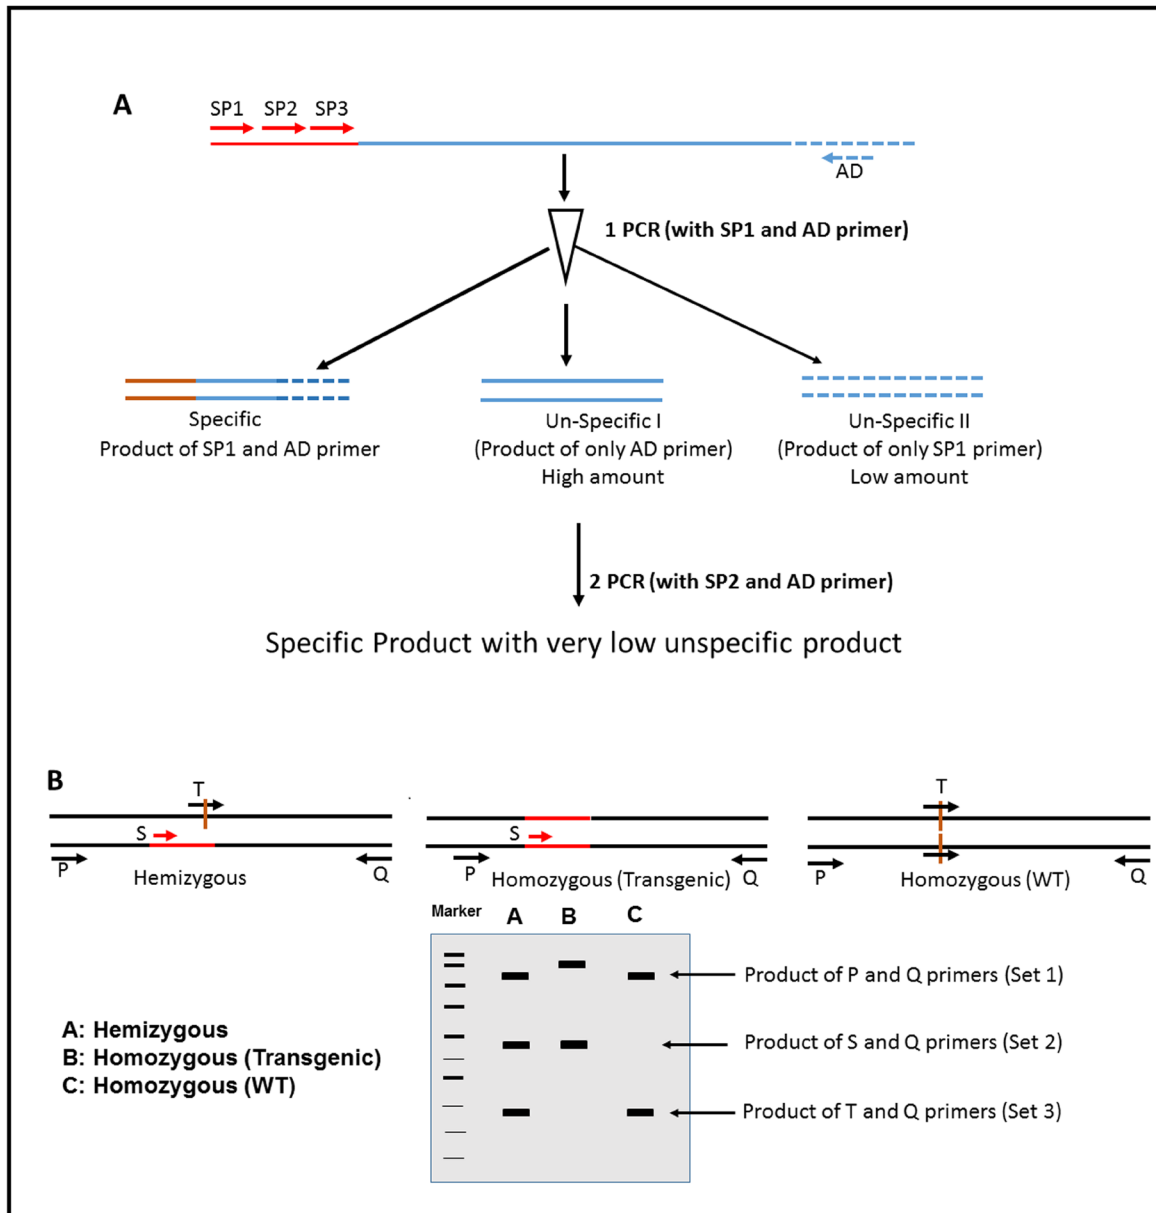 A
SP1 SP2 SP3
AD
1 PCR (with SP1 and AD primer)
Specific
Product of SP1 and AD primer
Un-Specific I
(Product of only AD primer)
High amount
Un-Specific II
(Product of only SP1 primer)
Low amount
2 PCR (with SP2 and AD primer)
Specific Product with very low unspecific product
B
T
S
P
Q
Hemizygous
S
P
Q
Homozygous (Transgenic)
T
P
Q
Homozygous (WT)
Marker A B C
Product of P and Q primers (Set 1)
Product of S and Q primers (Set 2)
Product of T and Q primers (Set 3)
A: Hemizygous
B: Homozygous (Transgenic)
C: Homozygous (WT)